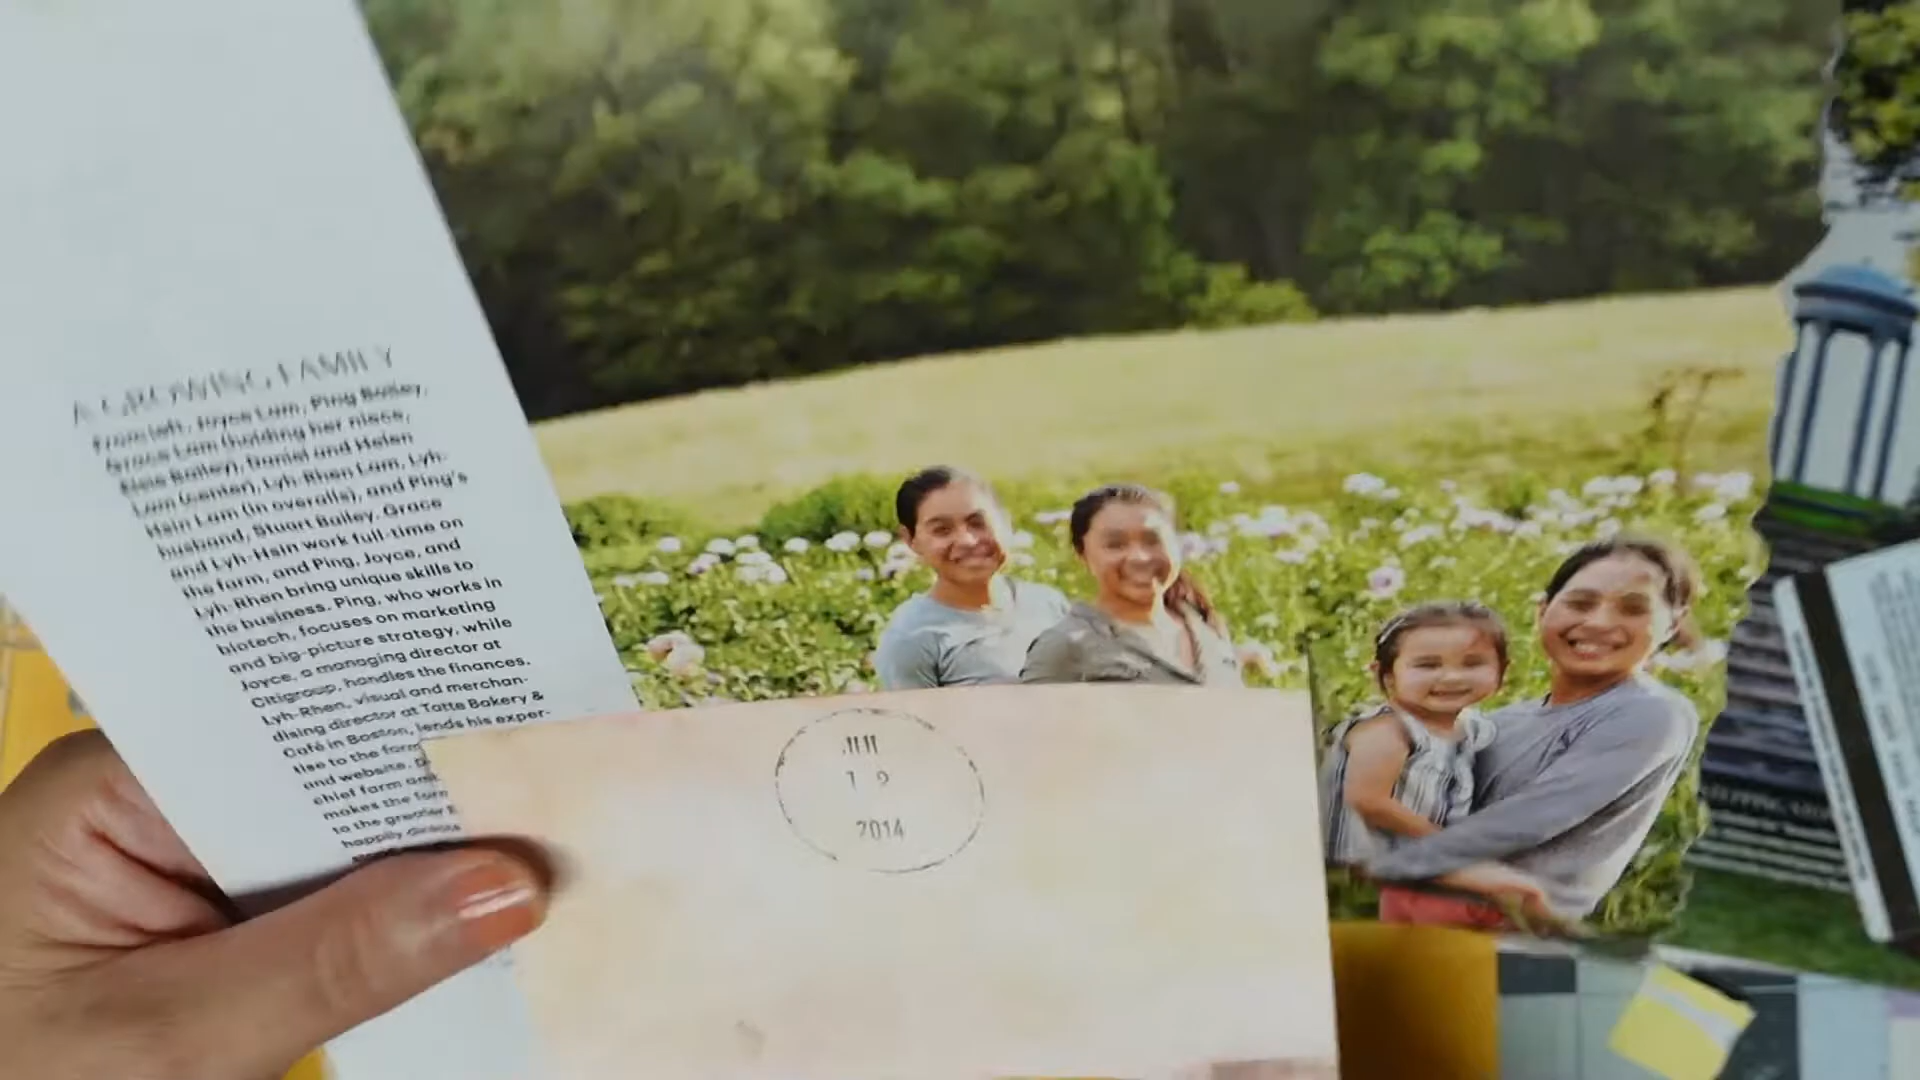 A GROWING FAMILY
From left, Joyce Lam, Ping Bailey,
Grace Lam (holding her niece,
Elsie Bailey), Daniel and Helen
Lam (center), Lyh-Rhen Lam, Lyh-
Hsin Lam (in overalls), and Ping's
husband, Stuart Bailey. Grace
and Lyh-Hsin work full-time on
the farm, and Ping, Joyce, and
Lyh-Rhen bring unique skills to
the business. Ping, who works in
biotech, focuses on marketing
and big-picture strategy, while
Joyce, a managing director at
Citigroup, handles the finances.
Lyh-Rhen, visual and merchan-
dising director at Tatte Bakery &
Café in Boston, lends his exper-
tise to the farm
and website.
chief farm
makes the farm
to the greater
happily
19
2014